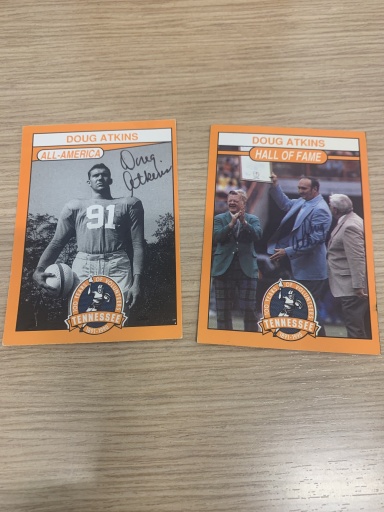 DOUG ATKINS
ALL-AMERICA
Doug
Atkins
91
TENNESSEE
DOUG ATKINS
HALL OF FAME
TENNESSEE